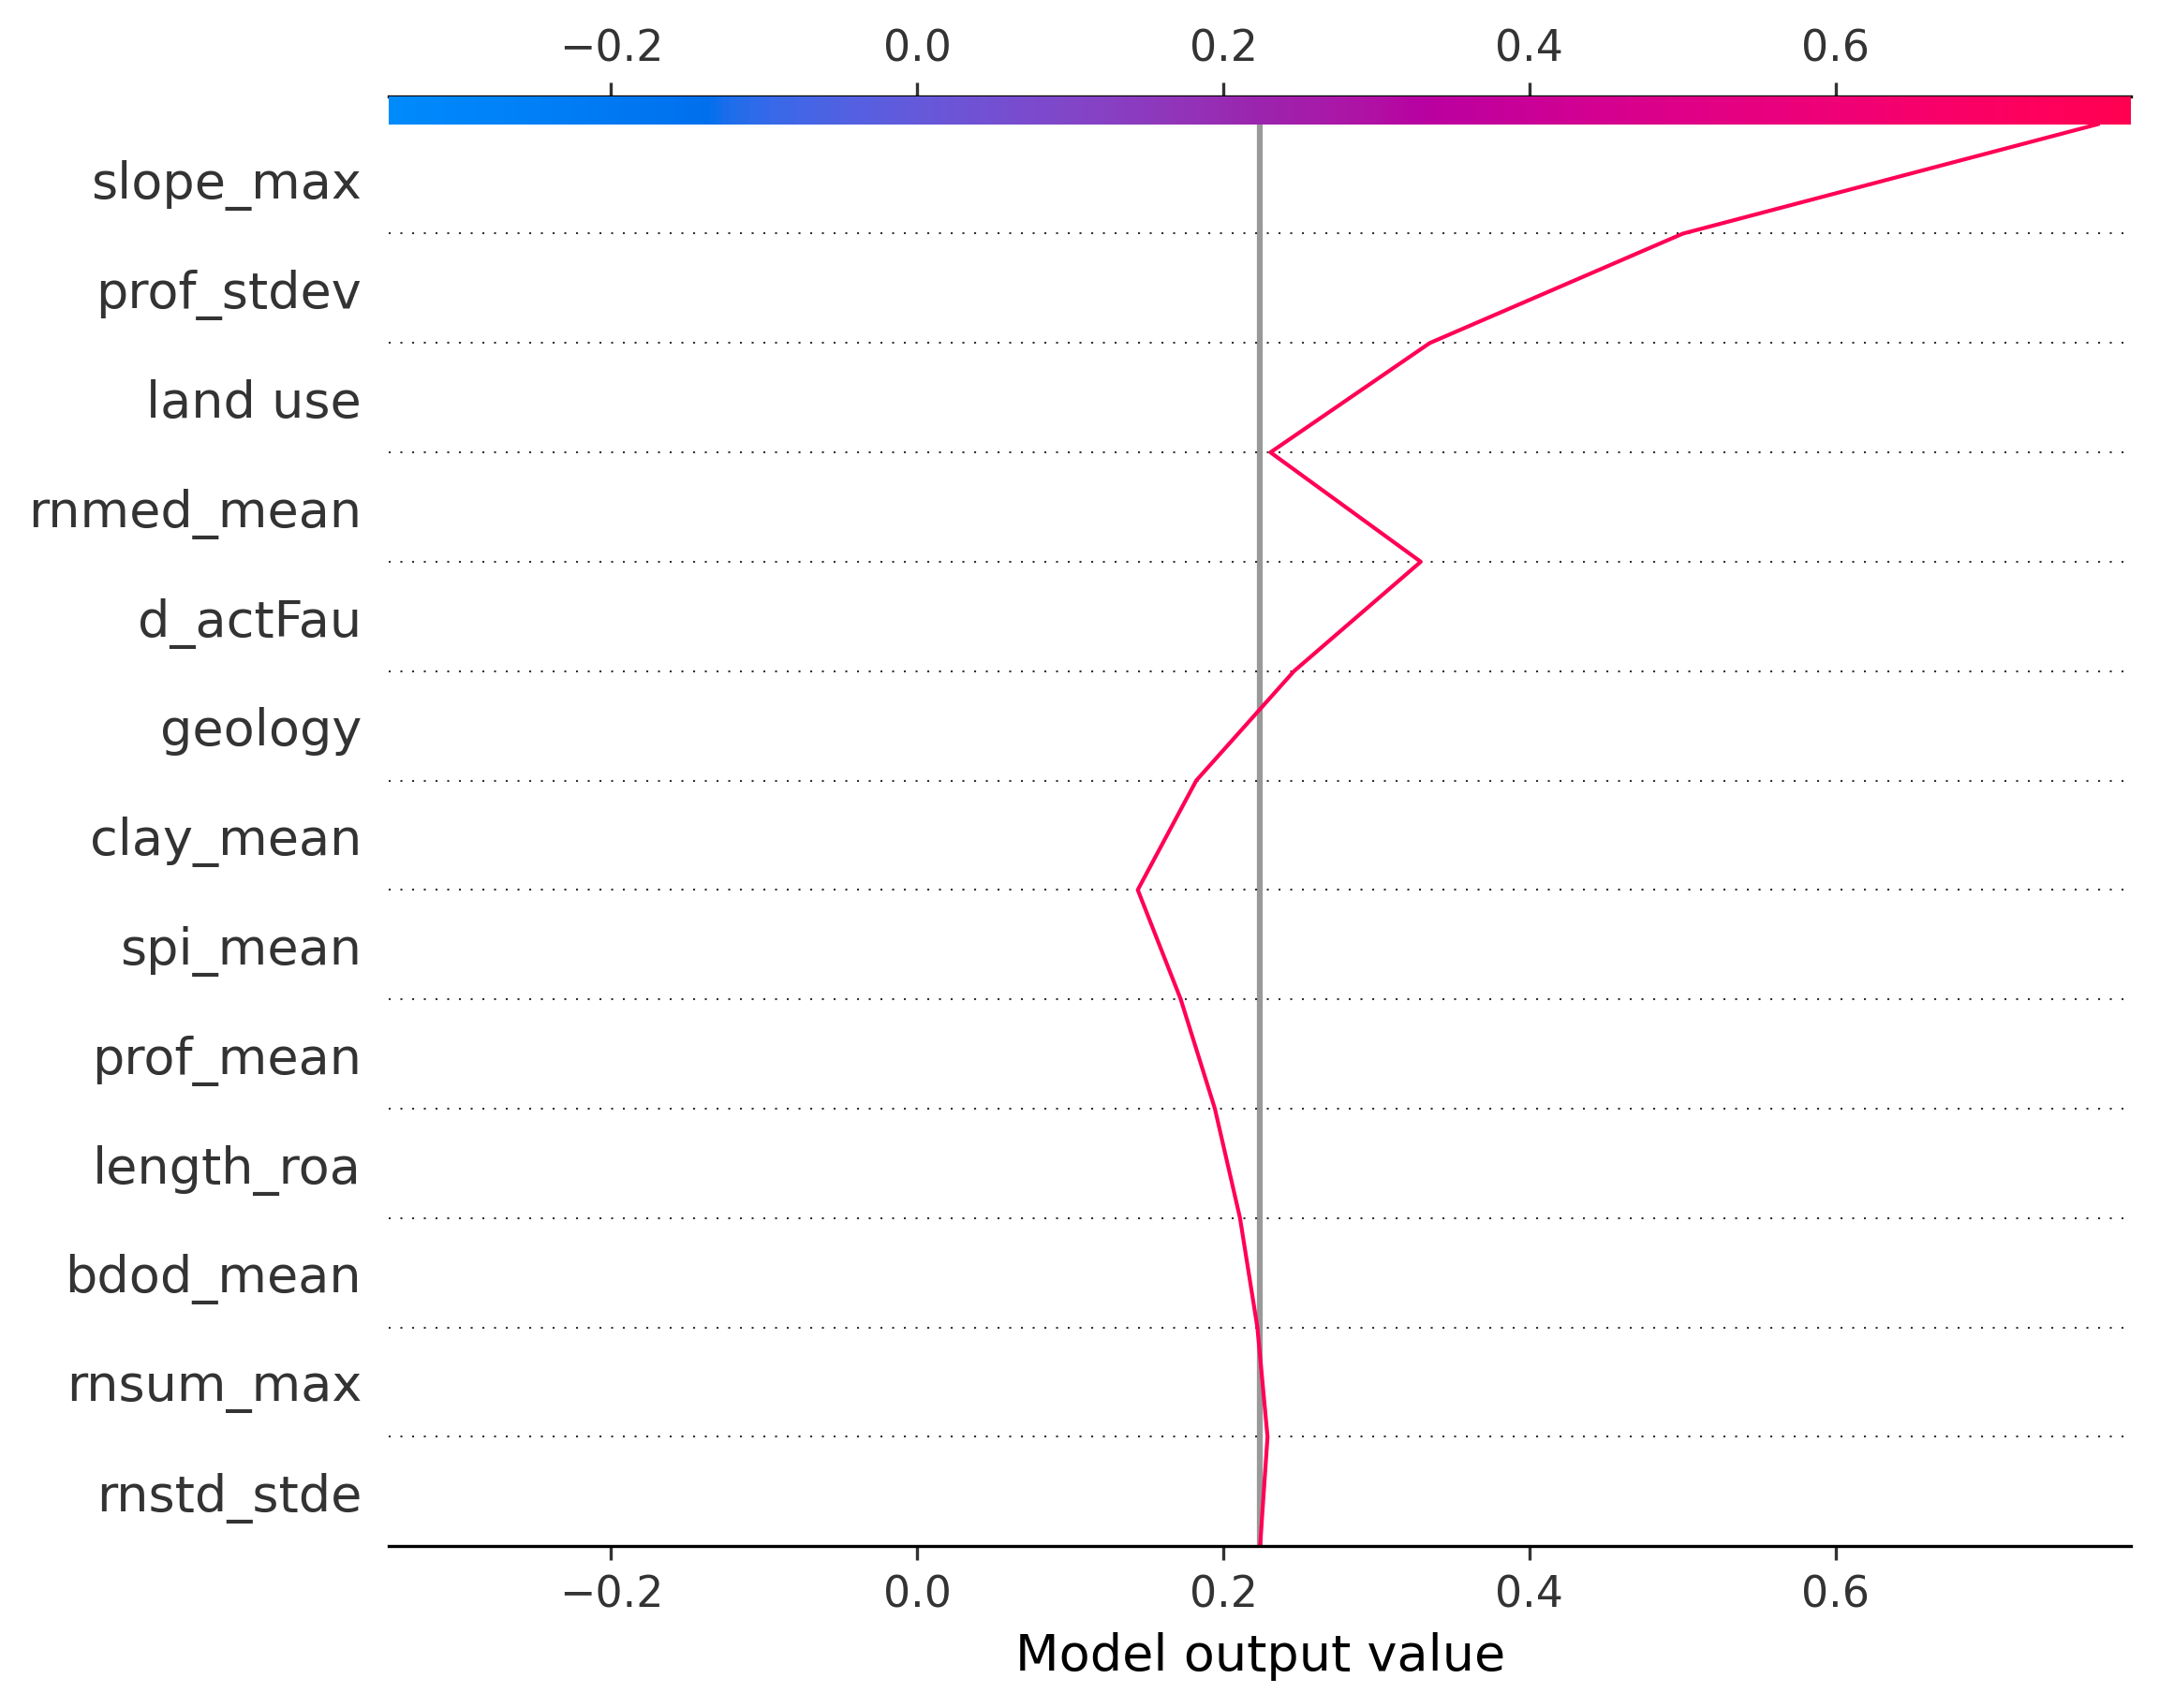 −0.2 0.0 0.2 0.4 0.6
slope_max
prof_stdev
land use
rnmed_mean
d_actFau
geology
clay_mean
spi_mean
prof_mean
length_roa
bdod_mean
rnsum_max
rnstd_stde
−0.2 0.0 0.2 0.4 0.6
Model output value